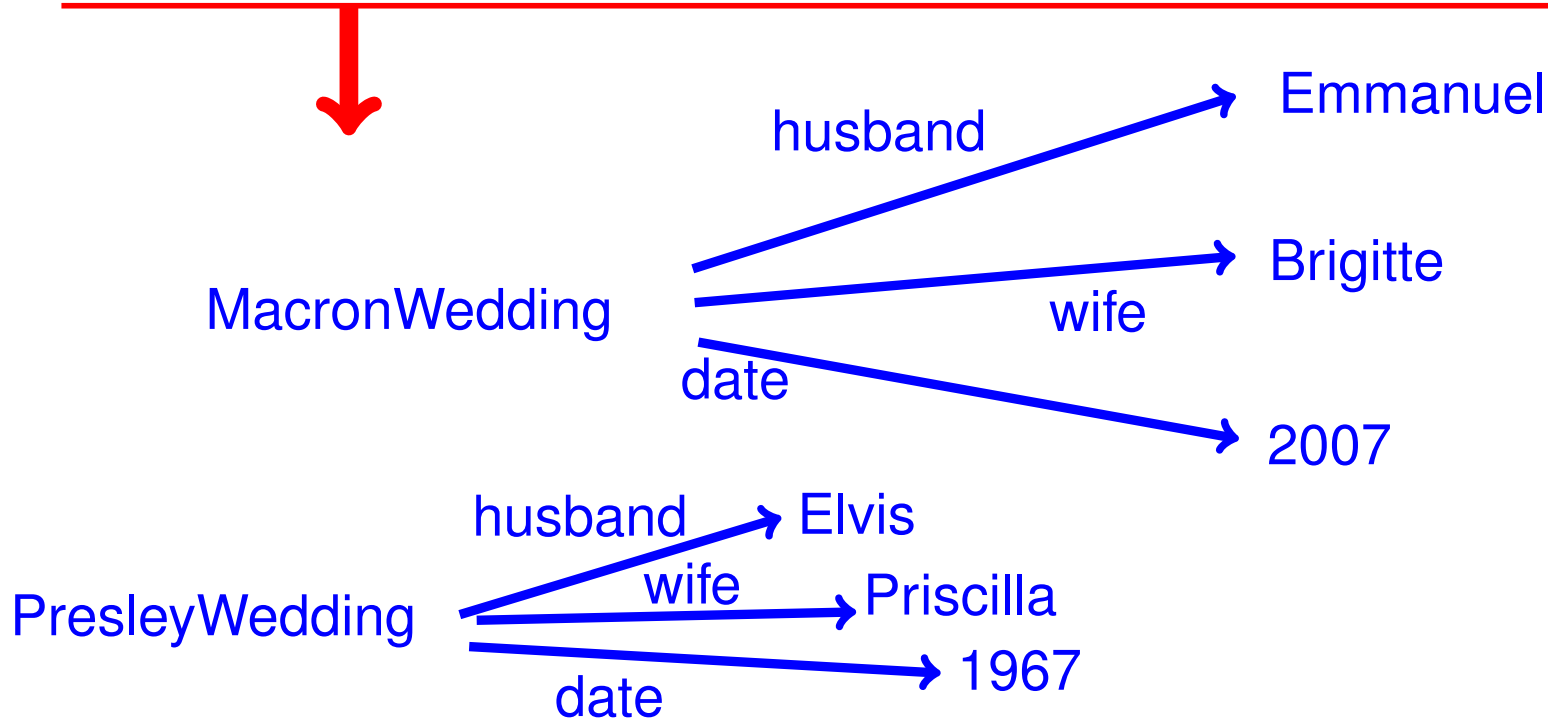 husband
Emmanuel
MacronWedding
wife
Brigitte
date
2007
husband
Elvis
PresleyWedding
wife
Priscilla
date
1967